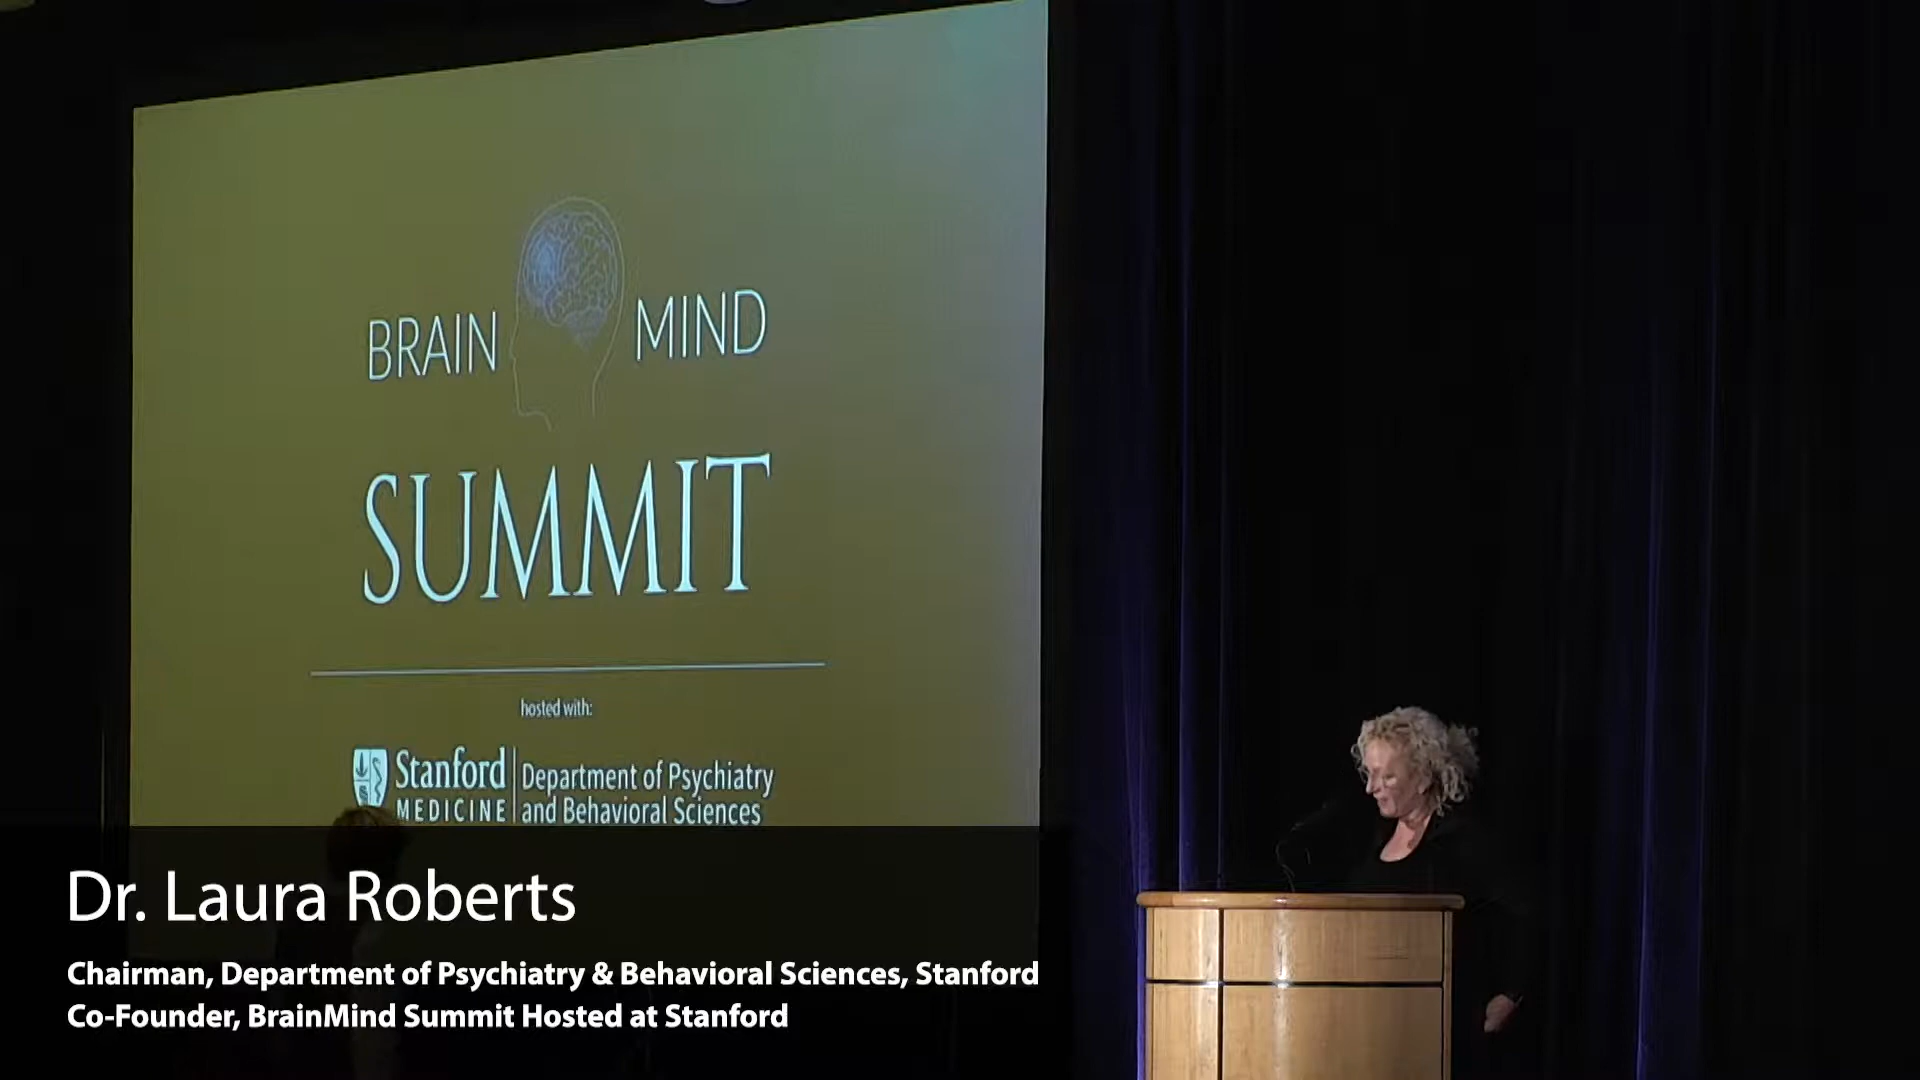 BRAIN MIND
SUMMIT
hosted with:
Stanford Department of Psychiatry
MEDICINE and Behavioral Sciences
Dr. Laura Roberts
Chairman, Department of Psychiatry & Behavioral Sciences, Stanford
Co-Founder, BrainMind Summit Hosted at Stanford